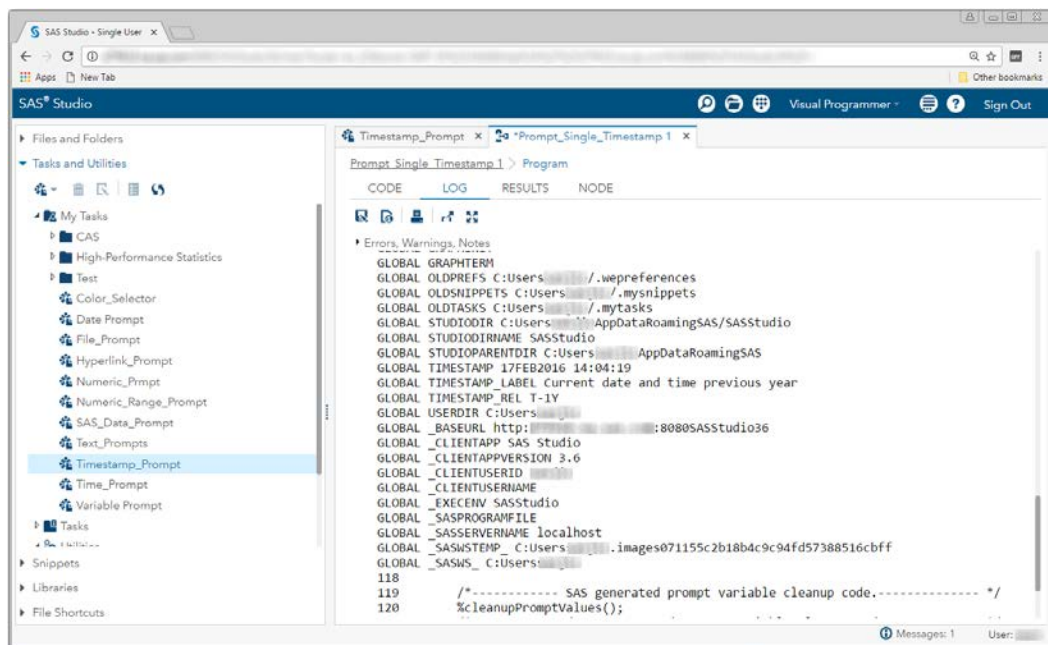 SAS Studio - Single User
Apps New Tab
Other bookmarks
SAS® Studio
Visual Programmer
Sign Out
Files and Folders
Tasks and Utilities
My Tasks
CAS
High-Performance Statistics
Test
Color_Selector
Date Prompt
File_Prompt
Hyperlink_Prompt
Numeric_Prmpt
Numeric_Range_Prompt
SAS_Data_Prompt
Text_Prompts
Timestamp_Prompt
Time_Prompt
Variable Prompt
Tasks
Utilities
Snippets
Libraries
File Shortcuts
Timestamp_Prompt
*Prompt_Single_Timestamp 1
Prompt_Single_Timestamp 1 > Program
CODE LOG RESULTS NODE
Errors, Warnings, Notes
GLOBAL GRAPHTERM
GLOBAL OLDPREFS C:Users /.wepreferences
GLOBAL OLDSNIPPETS C:Users /.mysnippets
GLOBAL OLDTASKS C:Users /.mytasks
GLOBAL STUDIODIR C:Users AppDataRoamingSAS/SASStudio
GLOBAL STUDIODIRNAME SASStudio
GLOBAL STUDIOPARENTDIR C:Users AppDataRoamingSAS
GLOBAL TIMESTAMP 17FEB2016 14:04:19
GLOBAL TIMESTAMP_LABEL Current date and time previous year
GLOBAL TIMESTAMP_REL T-1Y
GLOBAL USERDIR C:Users
GLOBAL _BASEURL http: :8080SASStudio36
GLOBAL _CLIENTAPP SAS Studio
GLOBAL _CLIENTAPPVERSION 3.6
GLOBAL _CLIENTUSERID
GLOBAL _CLIENTUSERNAME
GLOBAL _EXECENV SASStudio
GLOBAL _SASPROGRAMFILE
GLOBAL _SASSERVERNAME localhost
GLOBAL _SASWSTEMP_ C:Users .images071155c2b18b4c9c94fd57388516cbff
GLOBAL _SASWS_ C:Users
118
119 /*------------ SAS generated prompt variable cleanup code.-------------- */
120 %cleanupPromptValues();
Messages: 1
User: